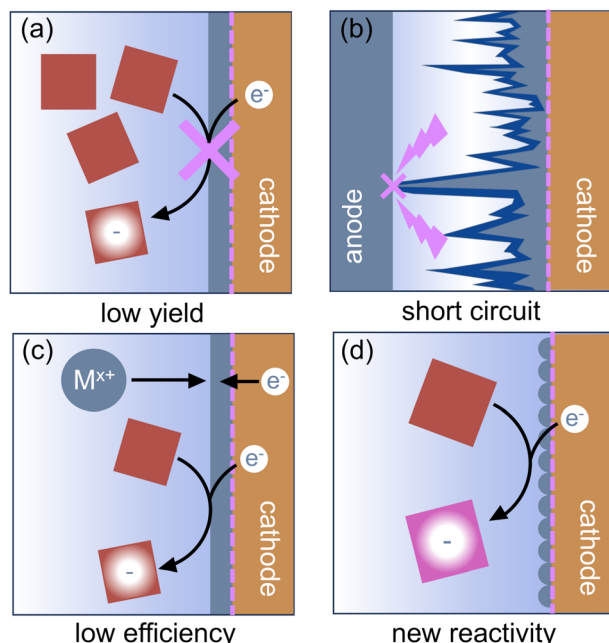 (a)
e-
-
cathode
low yield
(b)
anode
cathode
short circuit
(c)
Mx+
e-
e-
-
cathode
low efficiency
(d)
e-
-
cathode
new reactivity